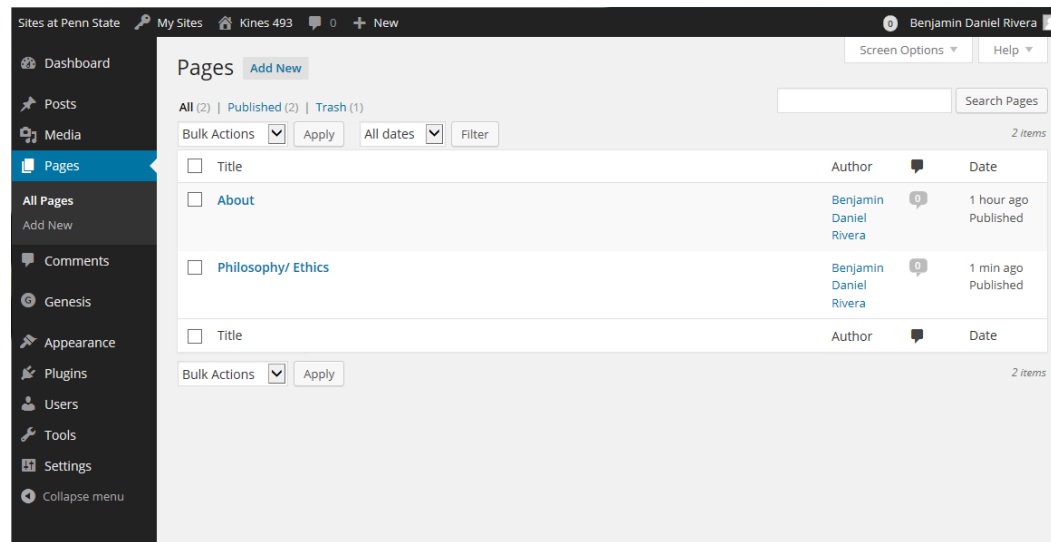 Sites at Penn State My Sites Kines 493 0 + New 0 Benjamin Daniel Rivera
Screen Options Help
Dashboard
Posts
Media
Pages
All Pages
Add New
Comments
Genesis
Appearance
Plugins
Users
Tools
Settings
Collapse menu
Pages Add New
All (2) | Published (2) | Trash (1)
Search Pages
Bulk Actions Apply All dates Filter
2 items
Title Author Date
About Benjamin Daniel Rivera 0 1 hour ago Published
Philosophy/ Ethics Benjamin Daniel Rivera 0 1 min ago Published
Title Author Date
Bulk Actions Apply
2 items